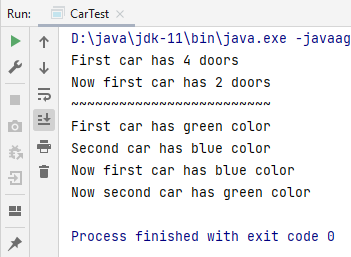 Run: CarTest
D:\java\jdk-11\bin\java.exe -javaag
First car has 4 doors
Now first car has 2 doors
~~~~~~~~~~~~~~~~~~~~~~~~~
First car has green color
Second car has blue color
Now first car has blue color
Now second car has green color
Process finished with exit code 0